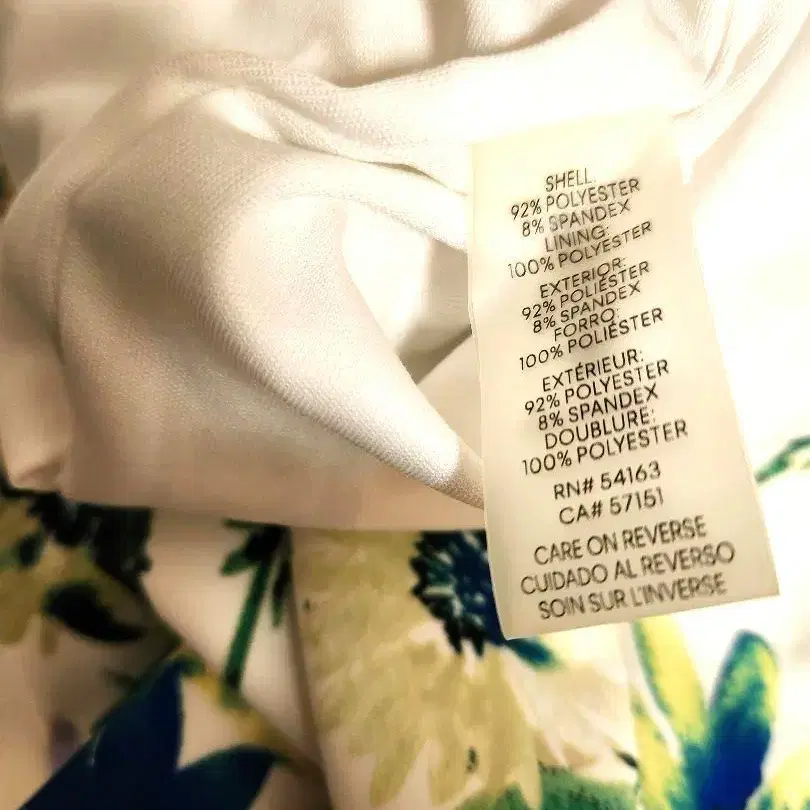 SHELL:
92% POLYESTER
8% SPANDEX
LINING:
100% POLYESTER
EXTERIOR:
92% POLIÉSTER
8% SPANDEX
FORRO:
100% POLIÉSTER
EXTÉRIEUR:
92% POLYESTER
8% SPANDEX
DOUBLURE:
100% POLYESTER
RN# 54163
CA# 57151
CARE ON REVERSE
CUIDADO AL REVERSO
SOIN SUR L'INVERSE